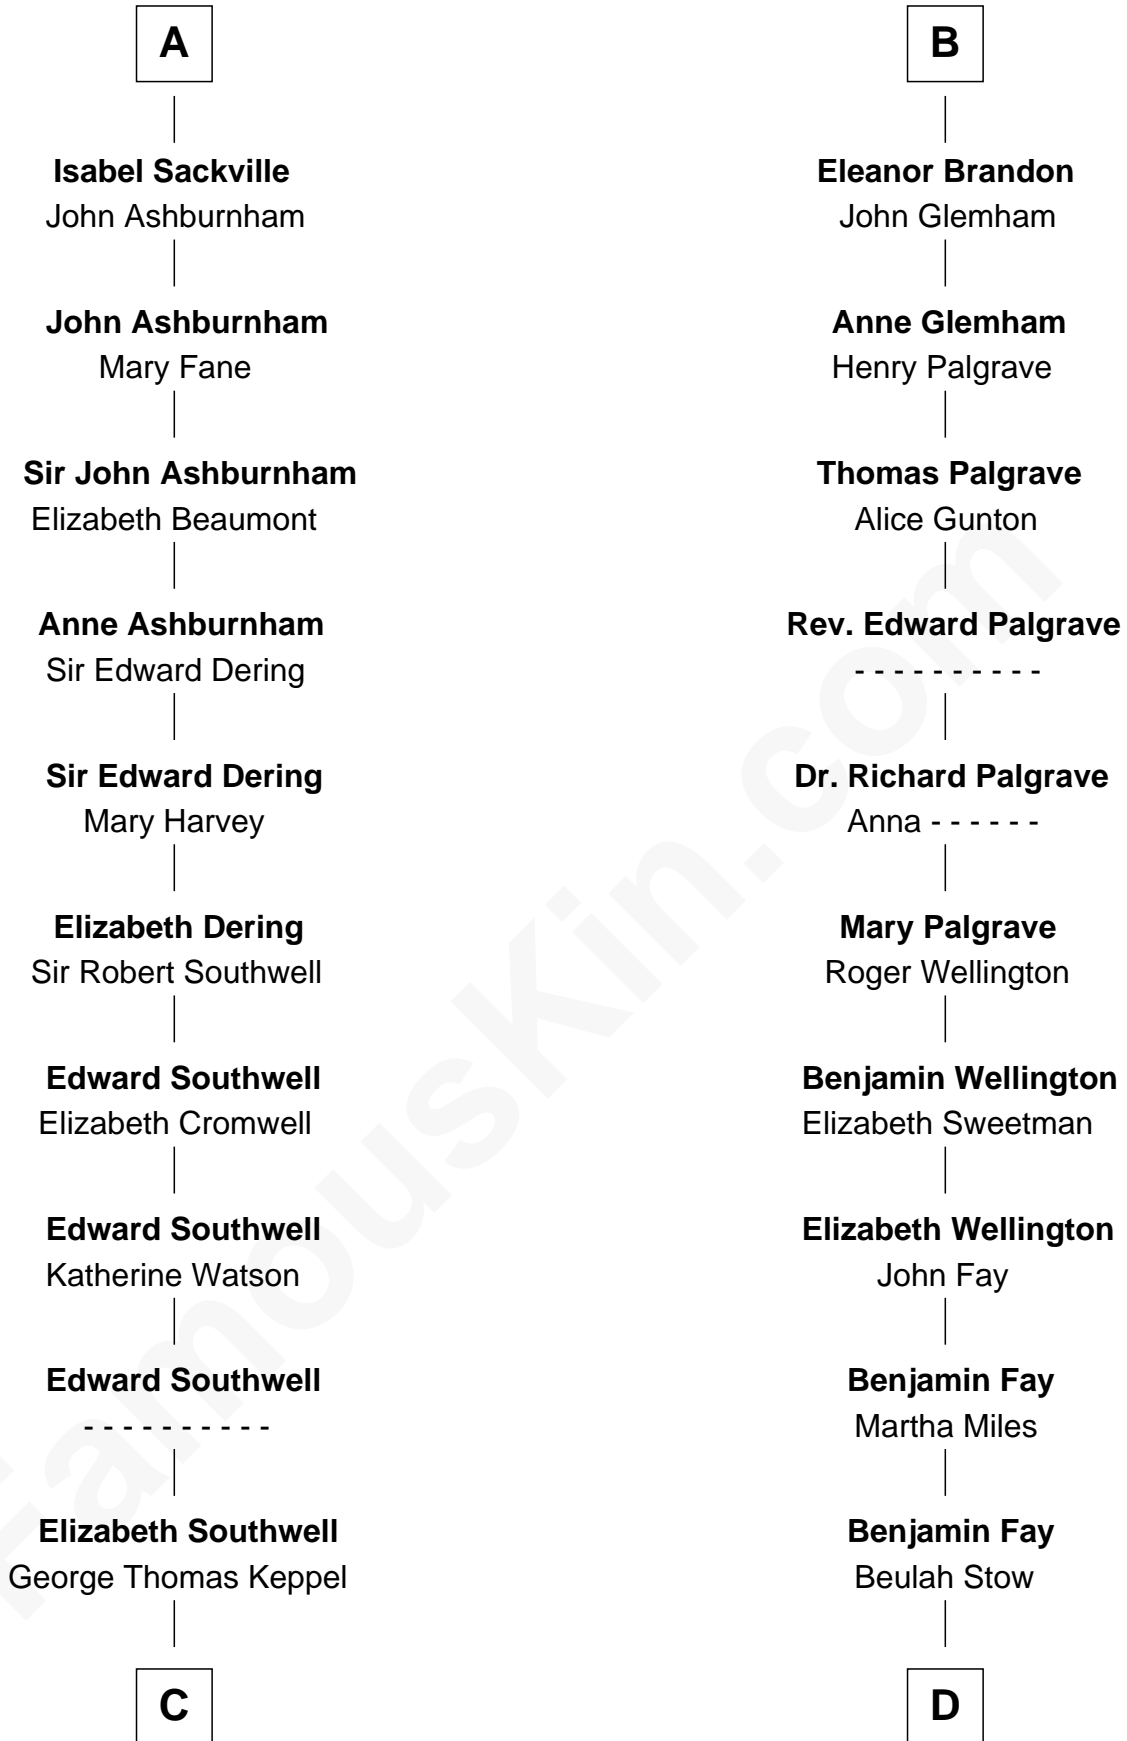 A
Isabel Sackville
John Ashburnham
John Ashburnham
Mary Fane
Sir John Ashburnham
Elizabeth Beaumont
Anne Ashburnham
Sir Edward Dering
Sir Edward Dering
Mary Harvey
Elizabeth Dering
Sir Robert Southwell
Edward Southwell
Elizabeth Cromwell
Edward Southwell
Katherine Watson
Edward Southwell
- - - - - - - - - -
Elizabeth Southwell
George Thomas Keppel
C
B
Eleanor Brandon
John Glemham
Anne Glemham
Henry Palgrave
Thomas Palgrave
Alice Gunton
Rev. Edward Palgrave
- - - - - - - - - -
Dr. Richard Palgrave
Anna - - - - - -
Mary Palgrave
Roger Wellington
Benjamin Wellington
Elizabeth Sweetman
Elizabeth Wellington
John Fay
Benjamin Fay
Martha Miles
Benjamin Fay
Beulah Stow
D
FamousKin.com